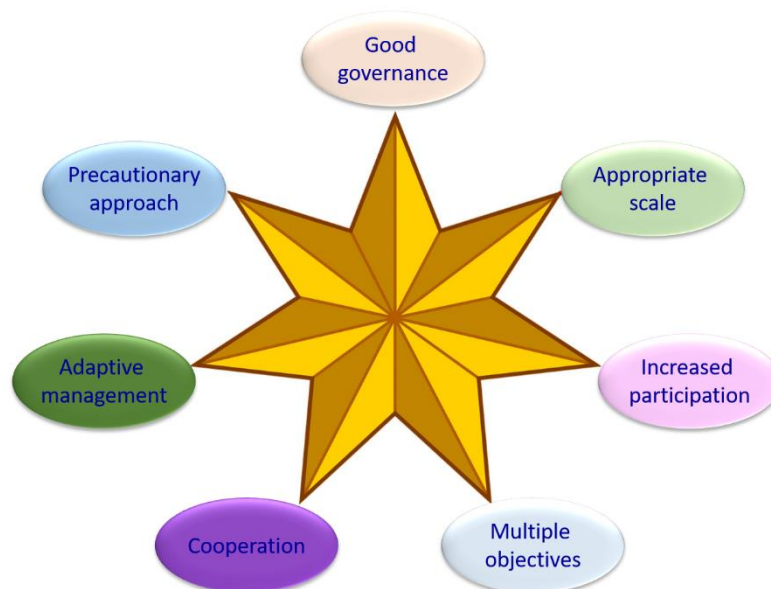 Good
governance
Precautionary
approach
Appropriate
scale
Adaptive
management
Increased
participation
Cooperation
Multiple
objectives